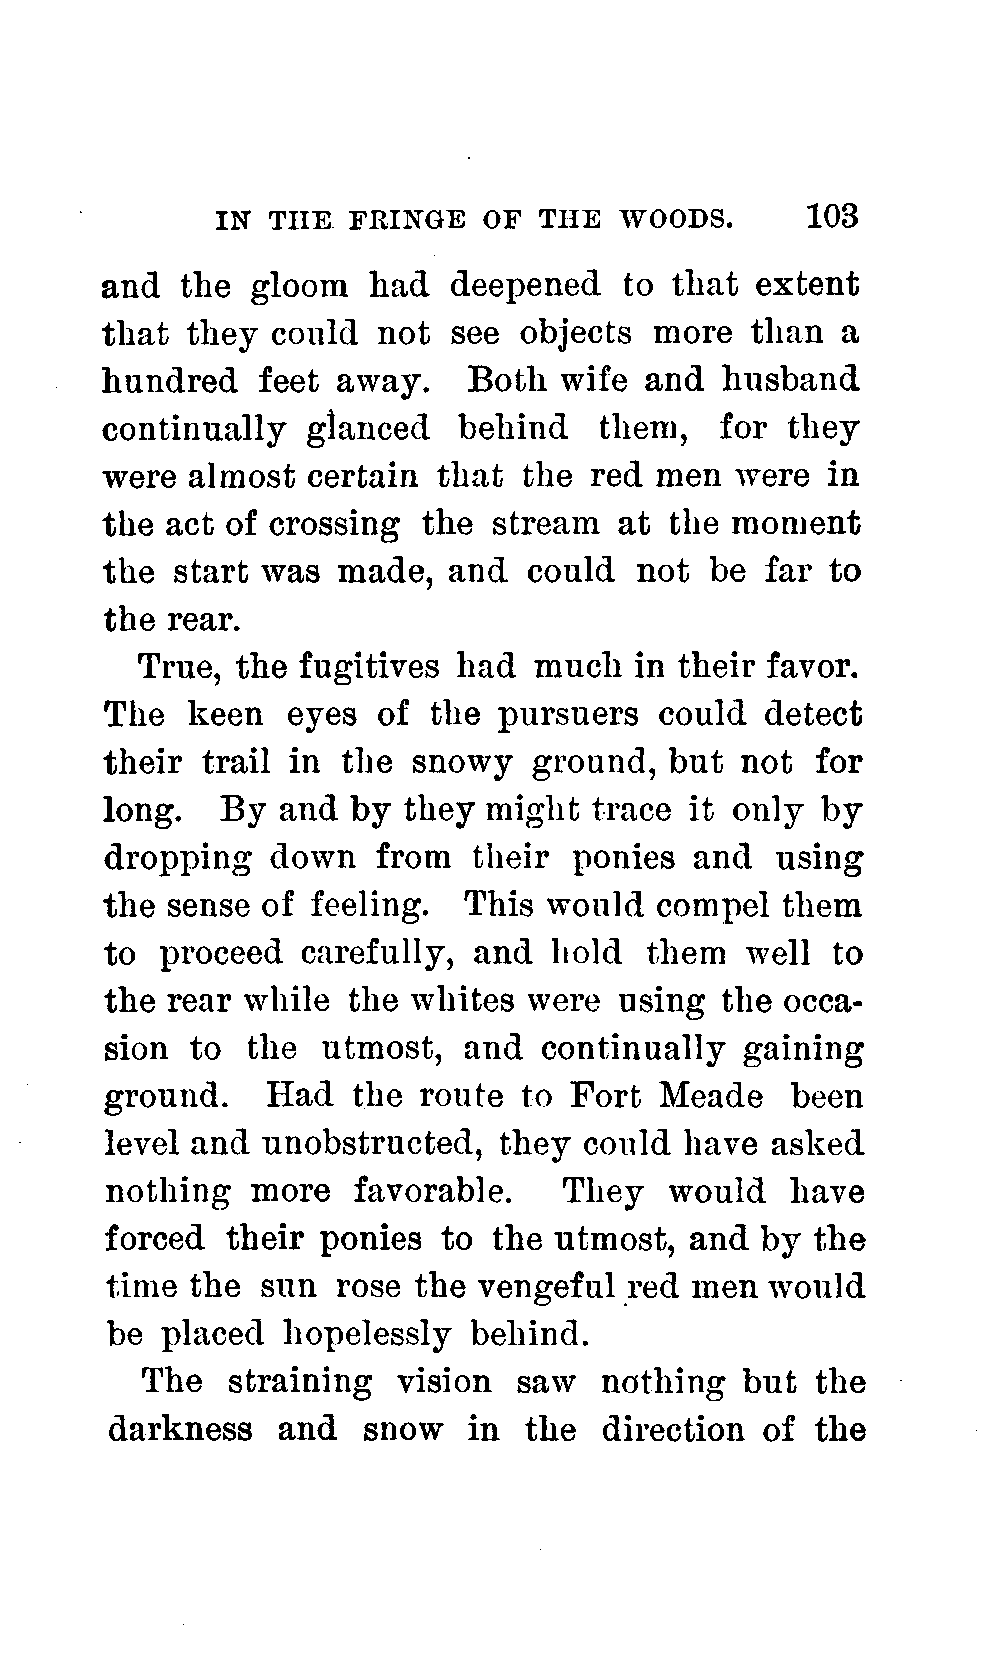 IN THE FRINGE OF THE WOODS. 103
and the gloom had deepened to that extent
that they could not see objects more than a
hundred feet away. Both wife and husband
continually glanced behind them, for they
were almost certain that the red men were in
the act of crossing the stream at the moment
the start was made, and could not be far to
the rear.
True, the fugitives had much in their favor.
The keen eyes of the pursuers could detect
their trail in the snowy ground, but not for
long. By and by they might trace it only by
dropping down from their ponies and using
the sense of feeling. This would compel them
to proceed carefully, and hold them well to
the rear while the whites were using the occa-
sion to the utmost, and continually gaining
ground. Had the route to Fort Meade been
level and unobstructed, they could have asked
nothing more favorable. They would have
forced their ponies to the utmost, and by the
time the sun rose the vengeful red men would
be placed hopelessly behind.
The straining vision saw nothing but the
darkness and snow in the direction of the